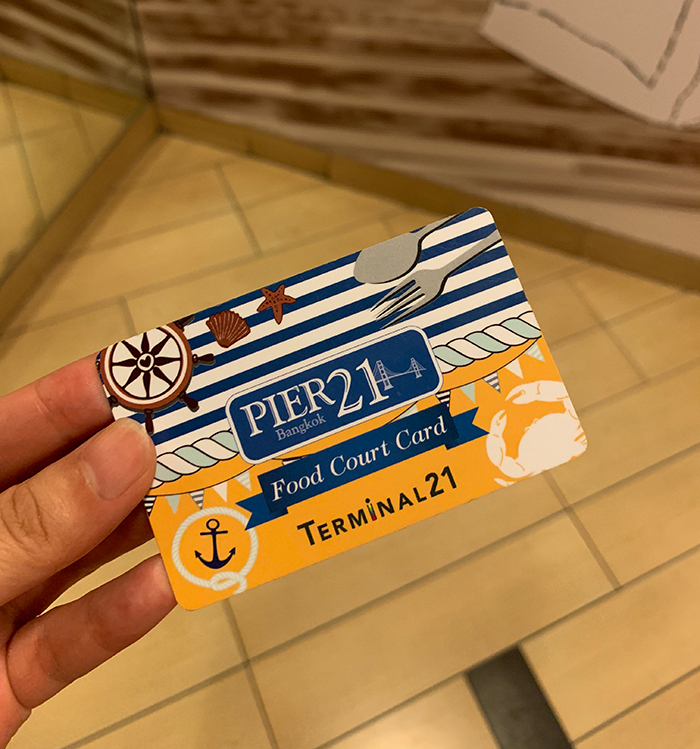 PIER21
Bangkok
Food Court Card
TERMINAL21